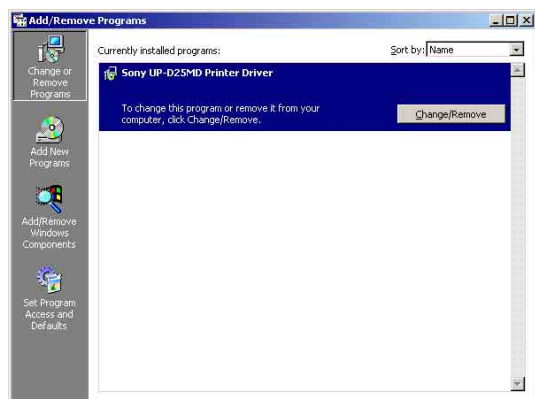 Add/Remove Programs
Change or
Remove
Programs
Add New
Programs
Add/Remove
Windows
Components
Set Program
Access and
Defaults
Currently installed programs:
Sort by: Name
Sony UP-D25MD Printer Driver
To change this program or remove it from your
computer, click Change/Remove.
Change/Remove